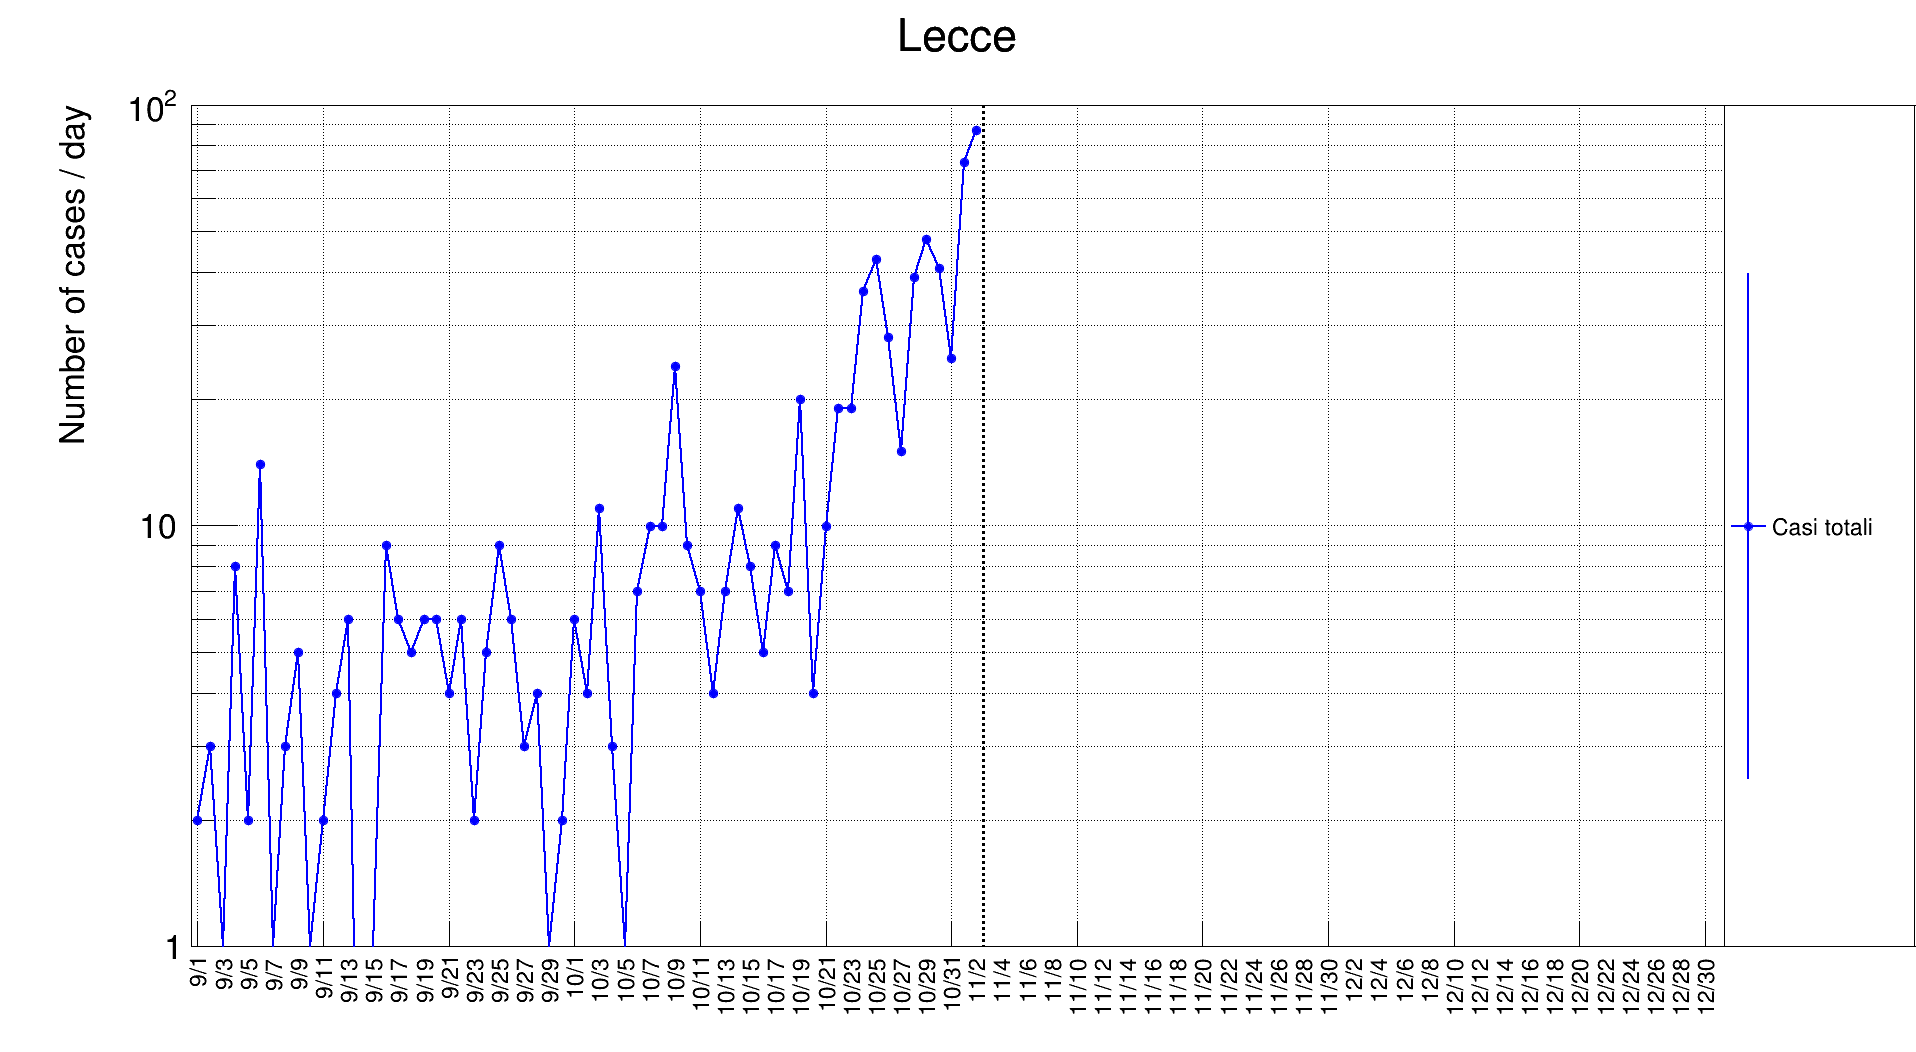 Lecce
Number of cases / day
10²
10
1
9/1 9/3 9/5 9/7 9/9 9/11 9/13 9/15 9/17 9/19 9/21 9/23 9/25 9/27 9/29 10/1 10/3 10/5 10/7 10/9 10/11 10/13 10/15 10/17 10/19 10/21 10/23 10/25 10/27 10/29 10/31 11/2 11/4 11/6 11/8 11/10 11/12 11/14 11/16 11/18 11/20 11/22 11/24 11/26 11/28 11/30 12/2 12/4 12/6 12/8 12/10 12/12 12/14 12/16 12/18 12/20 12/22 12/24 12/26 12/28 12/30
Casi totali